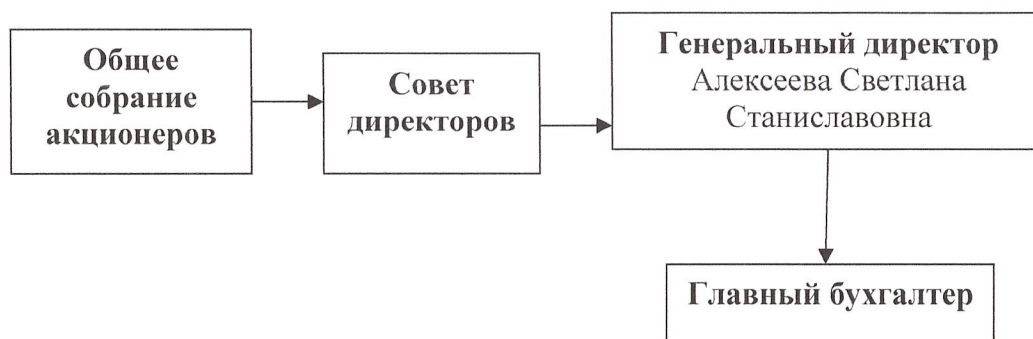 Общее
собрание
акционеров
Совет
директоров
Генеральный директор
Алексеева Светлана
Станиславовна
Главный бухгалтер